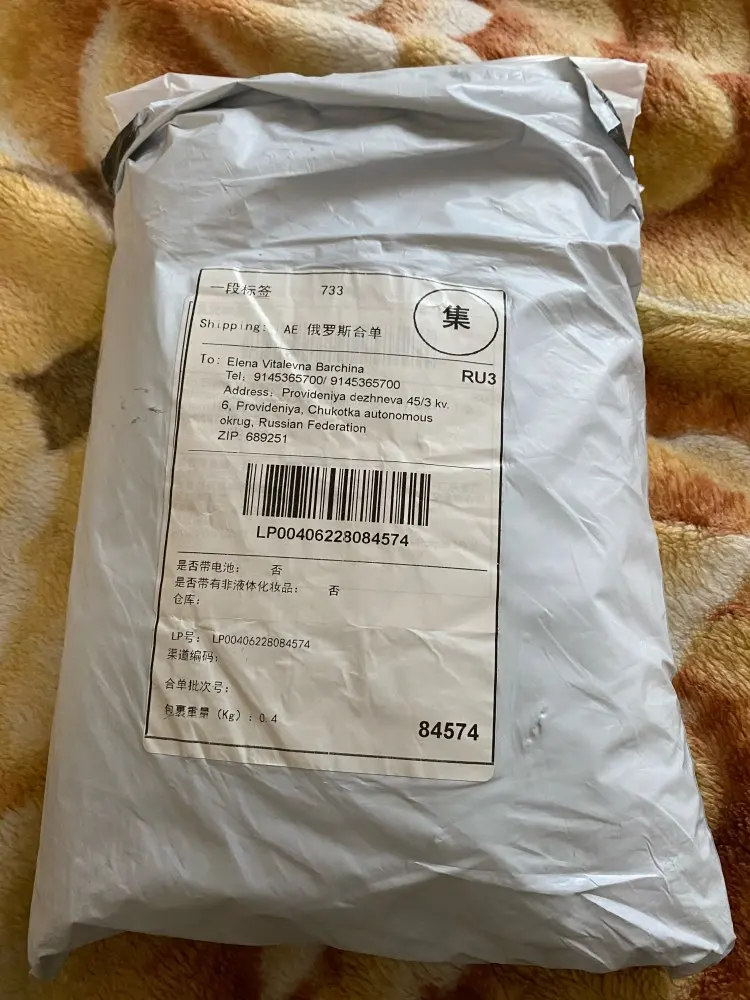 一段标签 733
集
Shipping: AE 俄罗斯合单
To: Elena Vitalevna Barchina
RU3
Tel: 9145365700/ 9145365700
Address: Provideniya dezhneva 45/3 kv.
6, Provideniya, Chukotka autonomous
okrug, Russian Federation
ZIP: 689251
LP00406228084574
是否带电池: 否
是否带有非液体化妆品: 否
仓库:
LP号: LP00406228084574
渠道编码:
合单批次号:
包裹重量 (Kg) : 0.4
84574